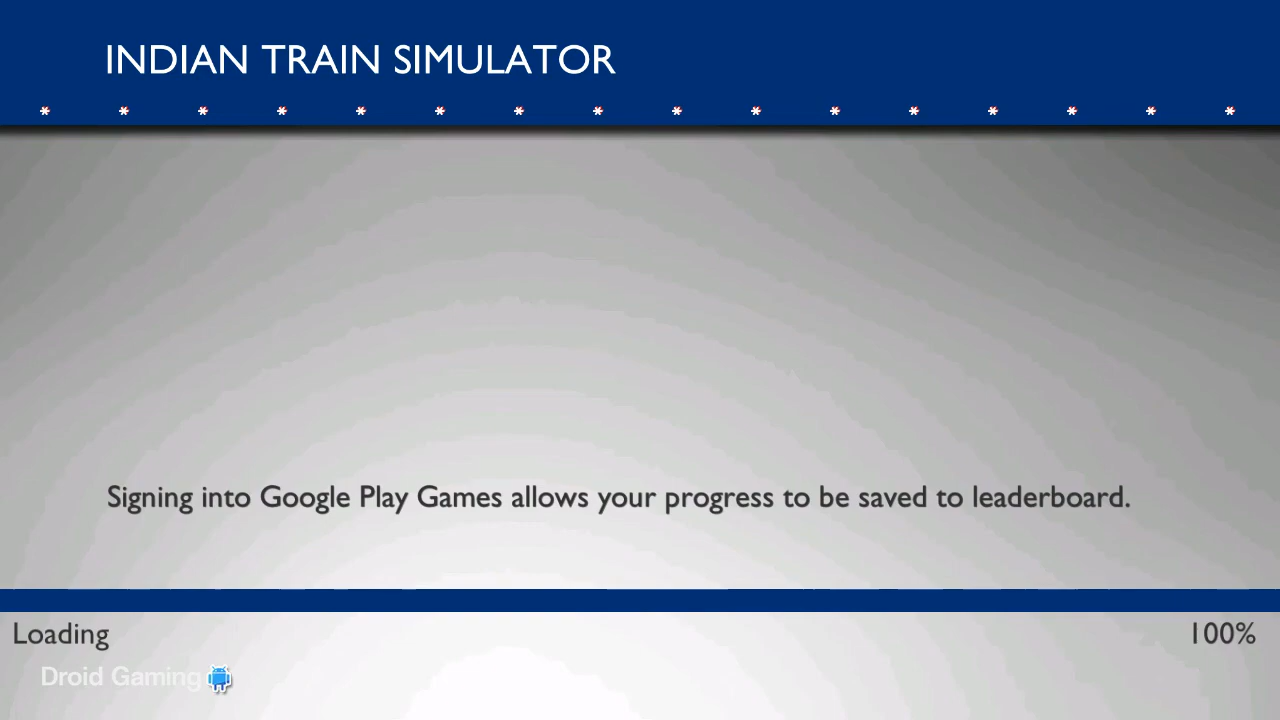 INDIAN TRAIN SIMULATOR
* * * * * * * * * * * * * * * *
Signing into Google Play Games allows your progress to be saved to leaderboard.
Loading 100%
Droid Gaming